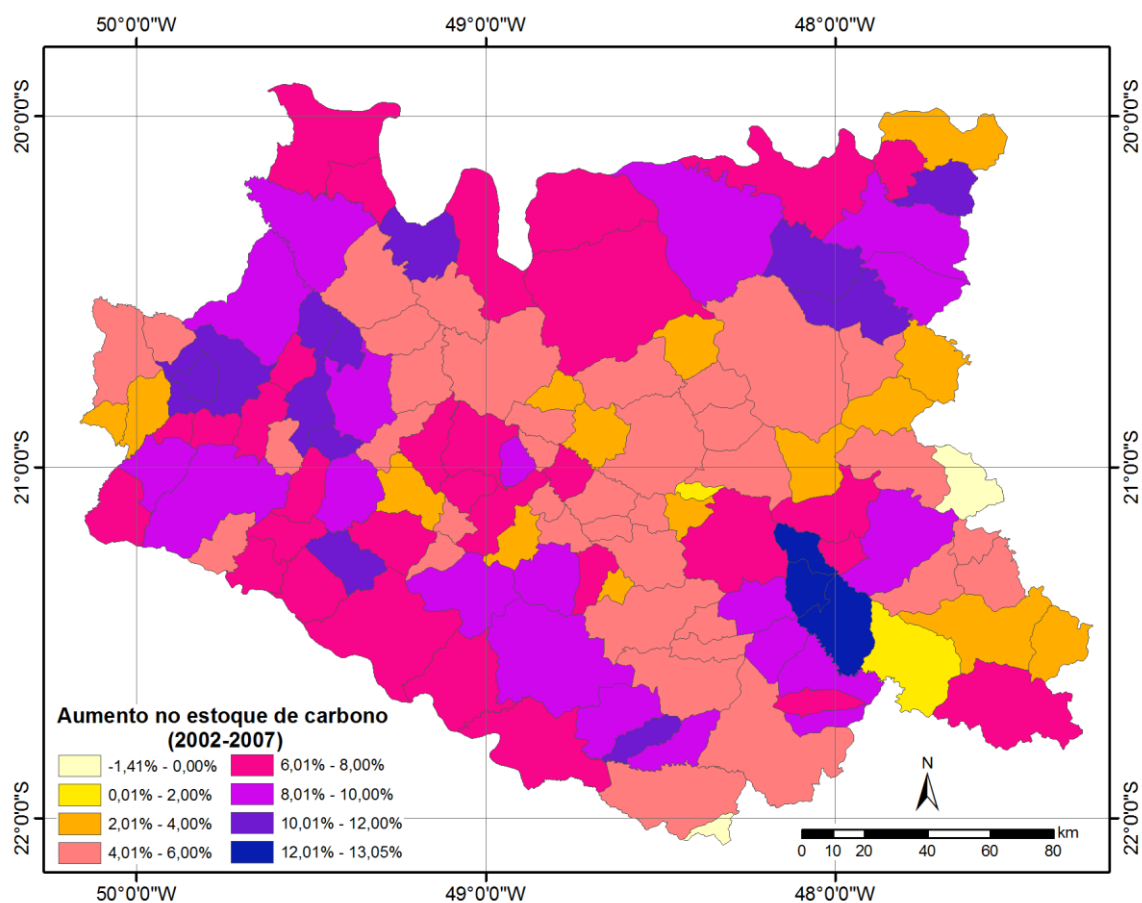 50°0'0"W 49°0'0"W 48°0'0"W
20°0'0"S 20°0'0"S
21°0'0"S 21°0'0"S
Aumento no estoque de carbono
(2002-2007)
-1,41% - 0,00% 6,01% - 8,00%
0,01% - 2,00% 8,01% - 10,00%
2,01% - 4,00% 10,01% - 12,00%
4,01% - 6,00% 12,01% - 13,05%
N
km
0 10 20 40 60 80
22°0'0"S 22°0'0"S
50°0'0"W 49°0'0"W 48°0'0"W